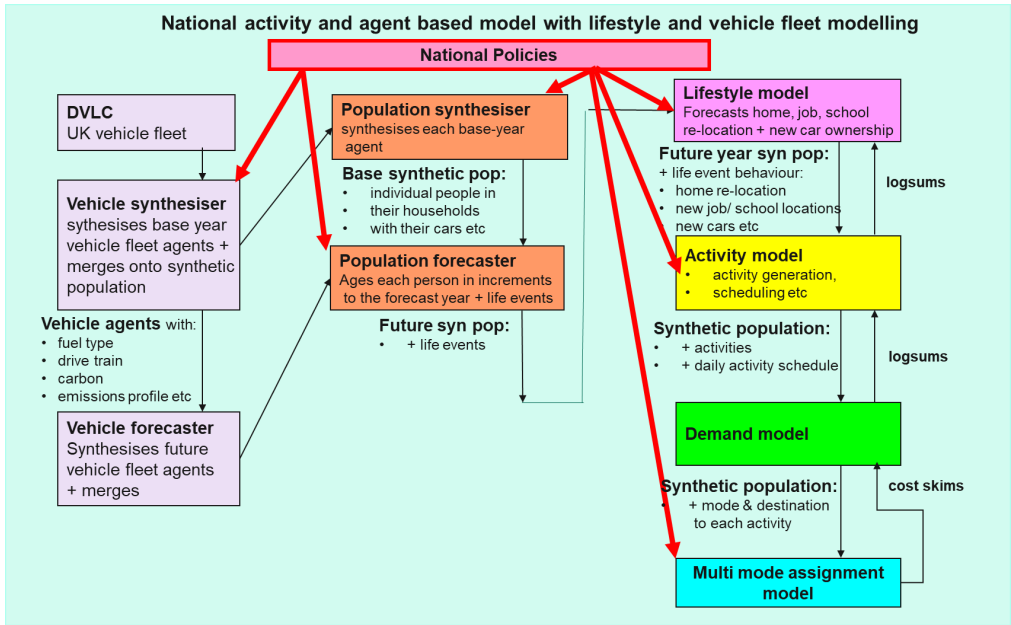 National activity and agent based model with lifestyle and vehicle fleet modelling
National Policies
DVLC
UK vehicle fleet
Vehicle synthesiser
sythesises base year
vehicle fleet agents +
merges onto synthetic
population
Vehicle agents with:
• fuel type
• drive train
• carbon
• emissions profile etc
Vehicle forecaster
Synthesises future
vehicle fleet agents
+ merges
Population synthesiser
synthesises each base-year
agent
Base synthetic pop:
• individual people in
• their households
• with their cars etc
Population forecaster
Ages each person in increments
to the forecast year + life events
Future syn pop:
• + life events
Lifestyle model
Forecasts home, job, school
re-location + new car ownership
Future year syn pop:
+ life event behaviour:
• home re-location
• new job/ school locations
• new cars etc
logsums
Activity model
• activity generation,
• scheduling etc
Synthetic population:
• + activities
• + daily activity schedule
logsums
Demand model
Synthetic population:
• + mode & destination
to each activity
cost skims
Multi mode assignment
model